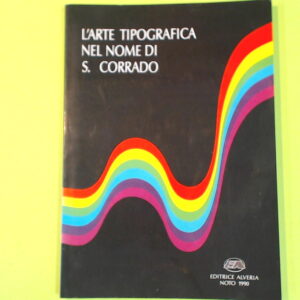 L'ARTE TIPOGRAFICA
NEL NOME DI
S. CORRADO
EDITRICE ALVERIA
NOTO 1990